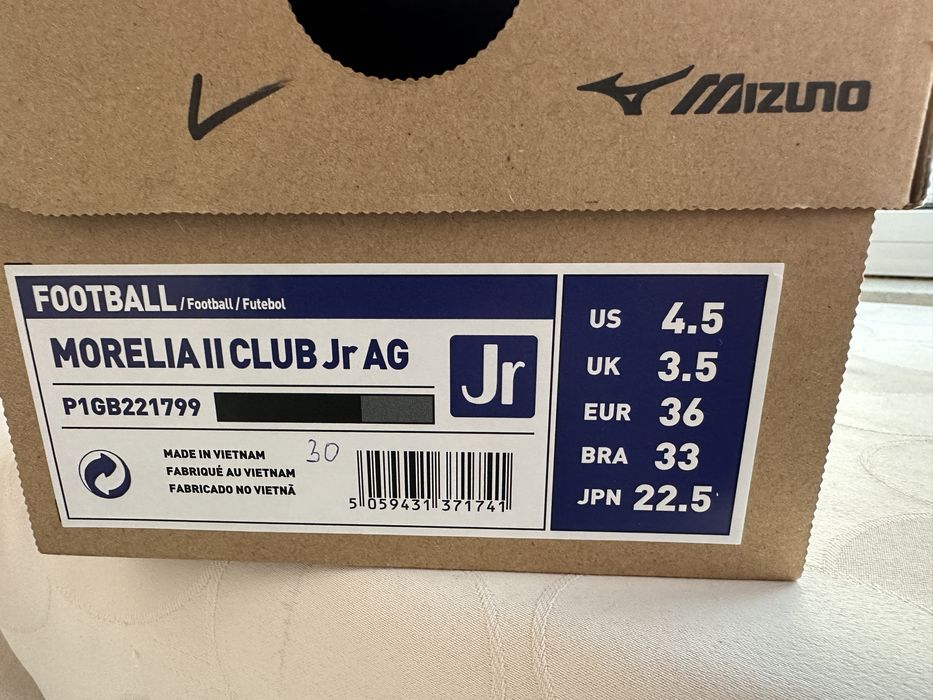 MIZUNO
FOOTBALL / Football / Futebol
MORELIA II CLUB Jr AG
Jr
P1GB221799
MADE IN VIETNAM
FABRIQUÉ AU VIETNAM
FABRICADO NO VIETNÃ
30
5 059431 371741
US 4.5
UK 3.5
EUR 36
BRA 33
JPN 22.5